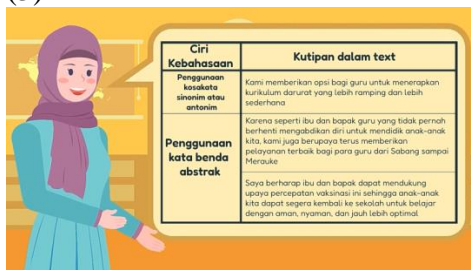 Ciri
Kebahasaan
Kutipan dalam text
Penggunaan
kosakata
sinonim atau
antonim
Kami memberikan opsi bagi guru untuk menerapkan
kurikulum darurat yang lebih ramping dan lebih
sederhana
Penggunaan
kata benda
abstrak
Karena seperti ibu dan bapak guru yang tidak pernah
berhenti mengabdikan diri untuk mendidik anak-anak
kita, kami juga berupaya terus memberikan
pelayanan terbaik bagi para guru dari Sabang sampai
Merauke
Saya berharap ibu dan bapak dapat mendukung
upaya percepatan vaksinasi ini sehingga anak-anak
kita dapat segera kembali ke sekolah untuk belajar
dengan aman, nyaman, dan jauh lebih optimal